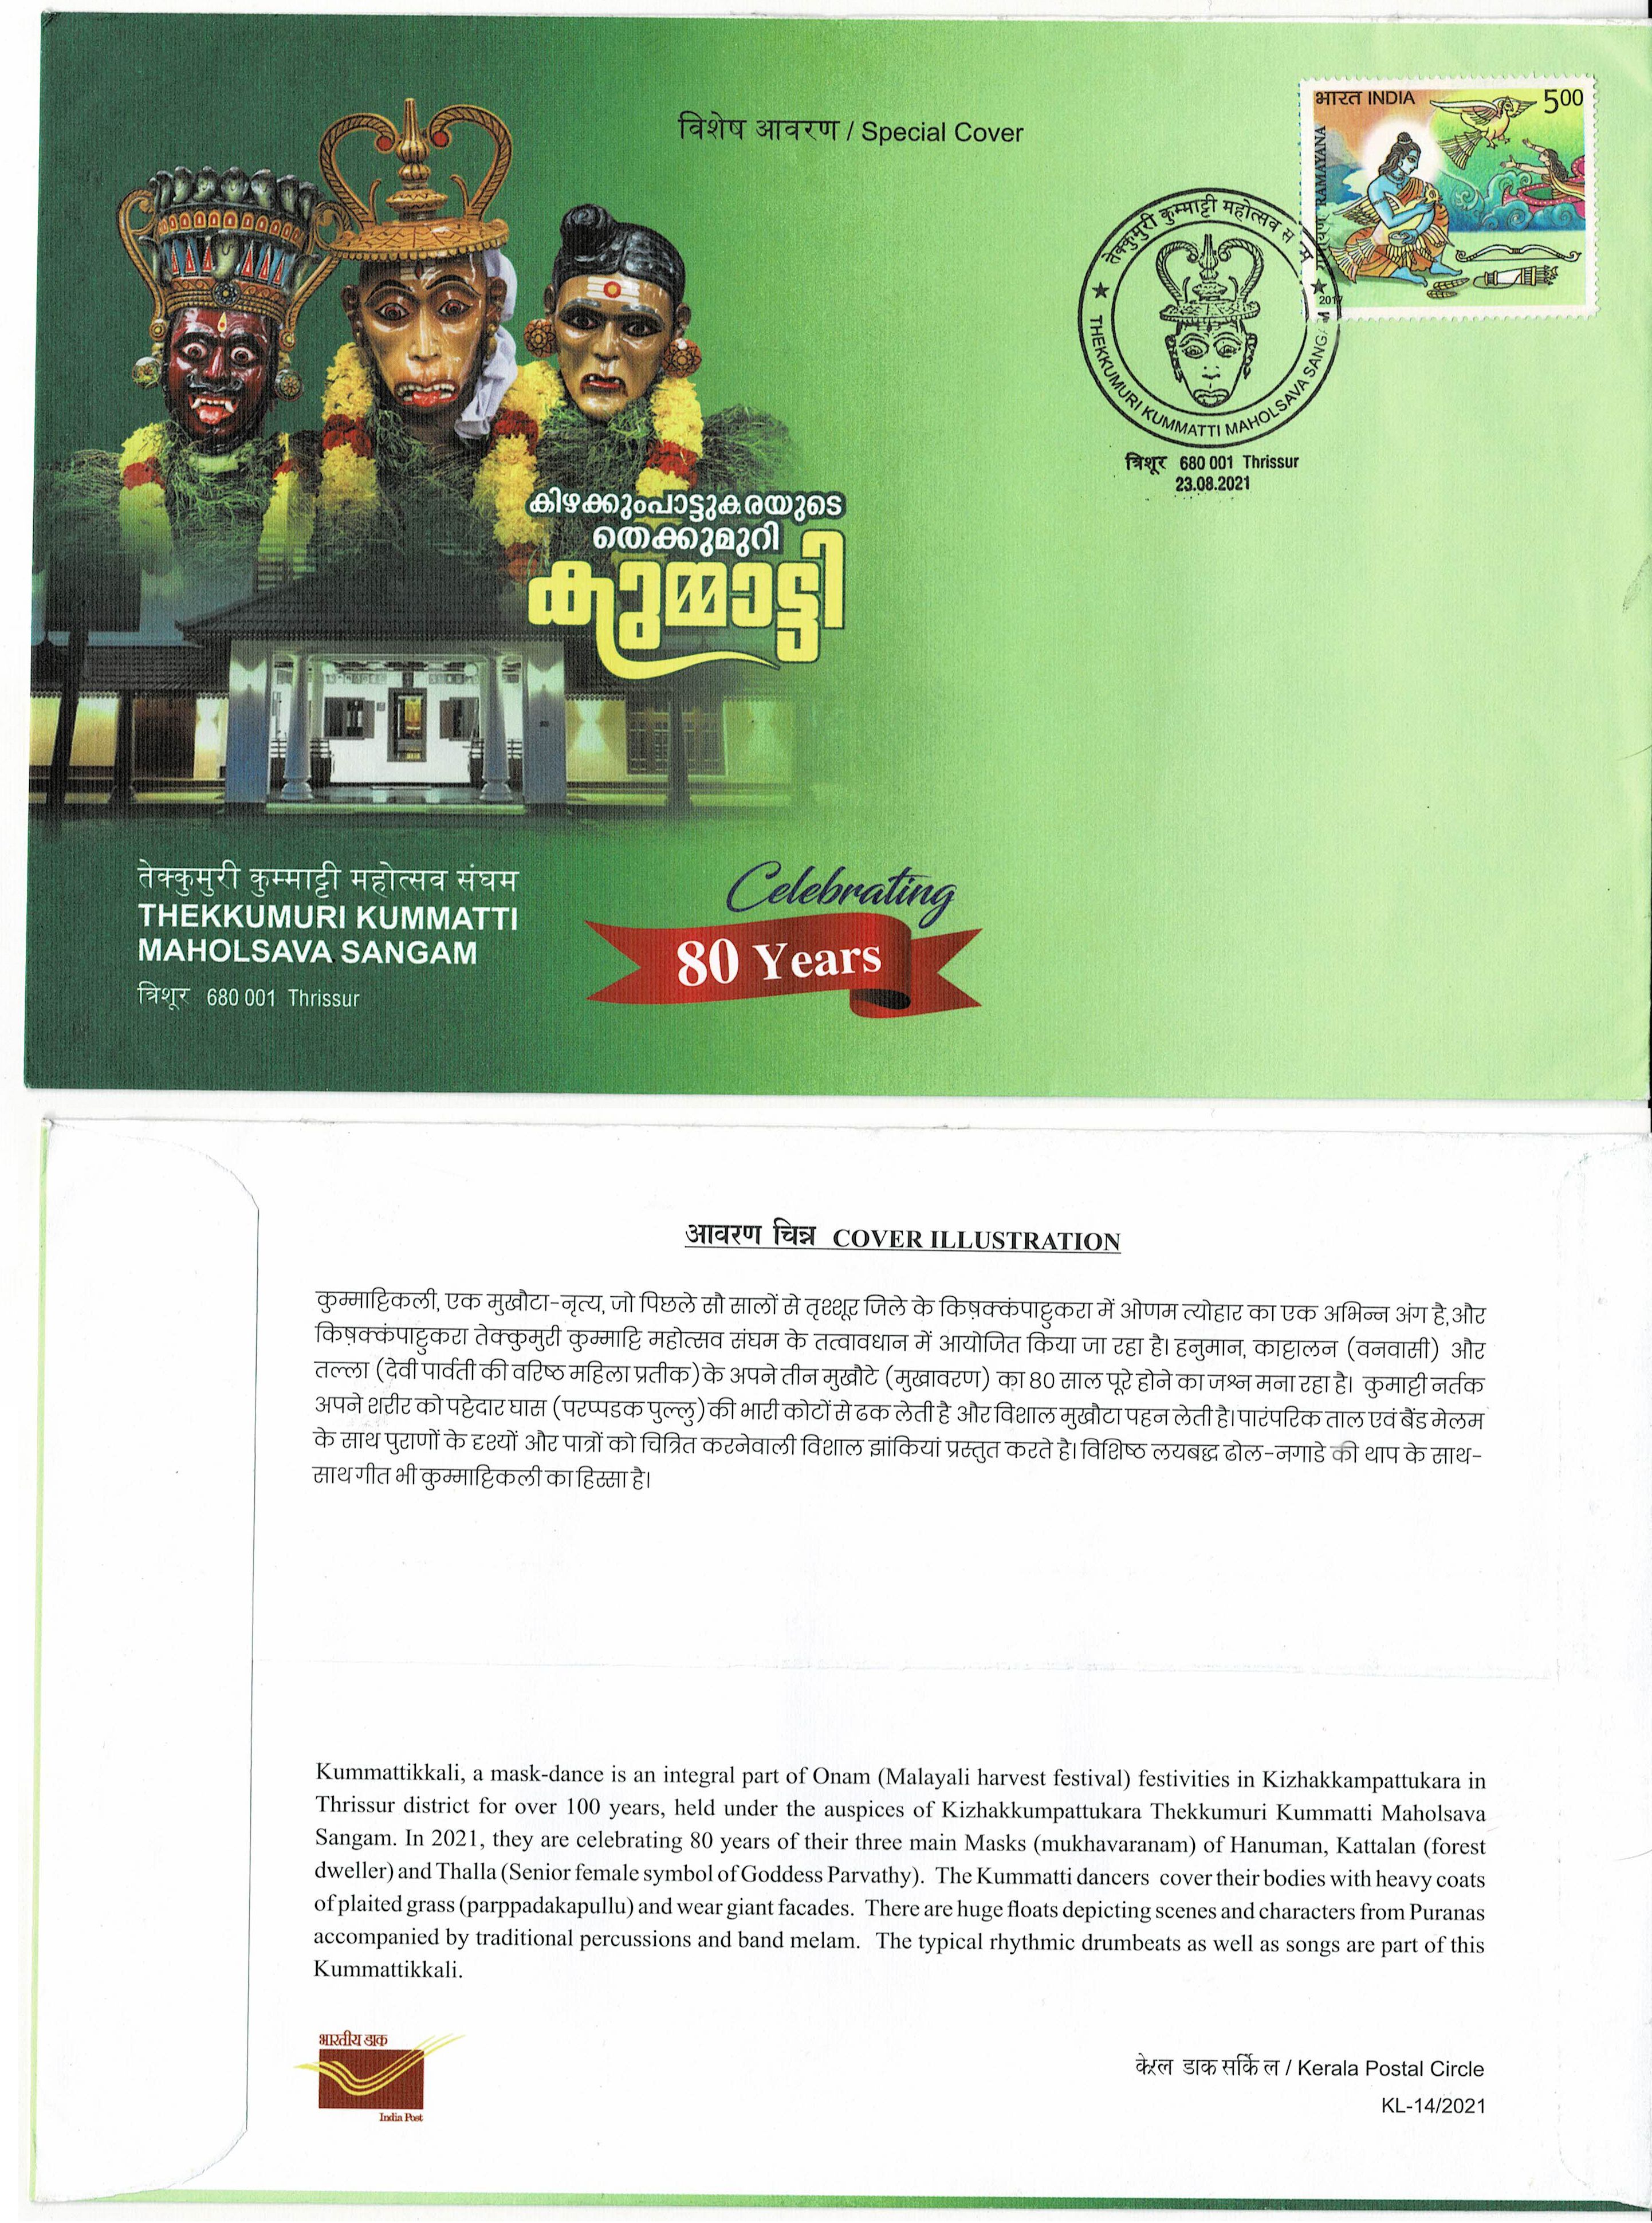 विशेष आवरण / Special Cover
भारत INDIA
500
RAMAYANA
2017
तेक्कुमुरी कुम्माट्टी महोत्सव
THEKKUMURI KUMMATTI MAHOLSAVA SANGAM
त्रिशूर 680 001 Thrissur
23.08.2021
കിഴക്കുംപാട്ടുകരയുടെ
തെക്കുമുറി
കുമ്മാട്ടി
तेक्कुमुरी कुम्माट्टी महोत्सव संघम
THEKKUMURI KUMMATTI
MAHOLSAVA SANGAM
त्रिशूर 680 001 Thrissur
Celebrating
80 Years
आवरण चित्र COVER ILLUSTRATION
कुम्माट्टिकली, एक मुखौटा-नृत्य, जो पिछले सौ सालों से तृश्शूर जिले के किष़क्कंपाट्टुकरा में ओणम त्योहार का एक अभिन्न अंग है,और
किष़क्कंपाट्टुकरा तेक्कुमुरी कुम्माट्टि महोत्सव संघम के तत्वावधान में आयोजित किया जा रहा है। हनुमान, काट्टालन (वनवासी) और
तल्ला (देवी पार्वती की वरिष्ठ महिला प्रतीक) के अपने तीन मुखौटे (मुखावरण) का 80 साल पूरे होने का जश्न मना रहा है। कुमाट्टी नर्तक
अपने शरीर को पट्टेदार घास (परप्पडक पुल्लु) की भारी कोटों से ढक लेती है और विशाल मुखौटा पहन लेती है। पारंपरिक ताल एवं बैंड मेलम
के साथ पुराणों के दृश्यों और पात्रों को चित्रित करनेवाली विशाल झांकियां प्रस्तुत करते है। विशिष्ठ लयबद्ध ढोल-नगाडे की थाप के साथ-
साथ गीत भी कुम्माट्टिकली का हिस्सा है।
Kummattikkali, a mask-dance is an integral part of Onam (Malayali harvest festival) festivities in Kizhakkampattukara in
Thrissur district for over 100 years, held under the auspices of Kizhakkumpattukara Thekkumuri Kummatti Maholsava
Sangam. In 2021, they are celebrating 80 years of their three main Masks (mukhavaranam) of Hanuman, Kattalan (forest
dweller) and Thalla (Senior female symbol of Goddess Parvathy). The Kummatti dancers cover their bodies with heavy coats
of plaited grass (parppadakapullu) and wear giant facades. There are huge floats depicting scenes and characters from Puranas
accompanied by traditional percussions and band melam. The typical rhythmic drumbeats as well as songs are part of this
Kummattikkali.
भारतीय डाक
India Post
केरल डाक सर्किल / Kerala Postal Circle
KL-14/2021